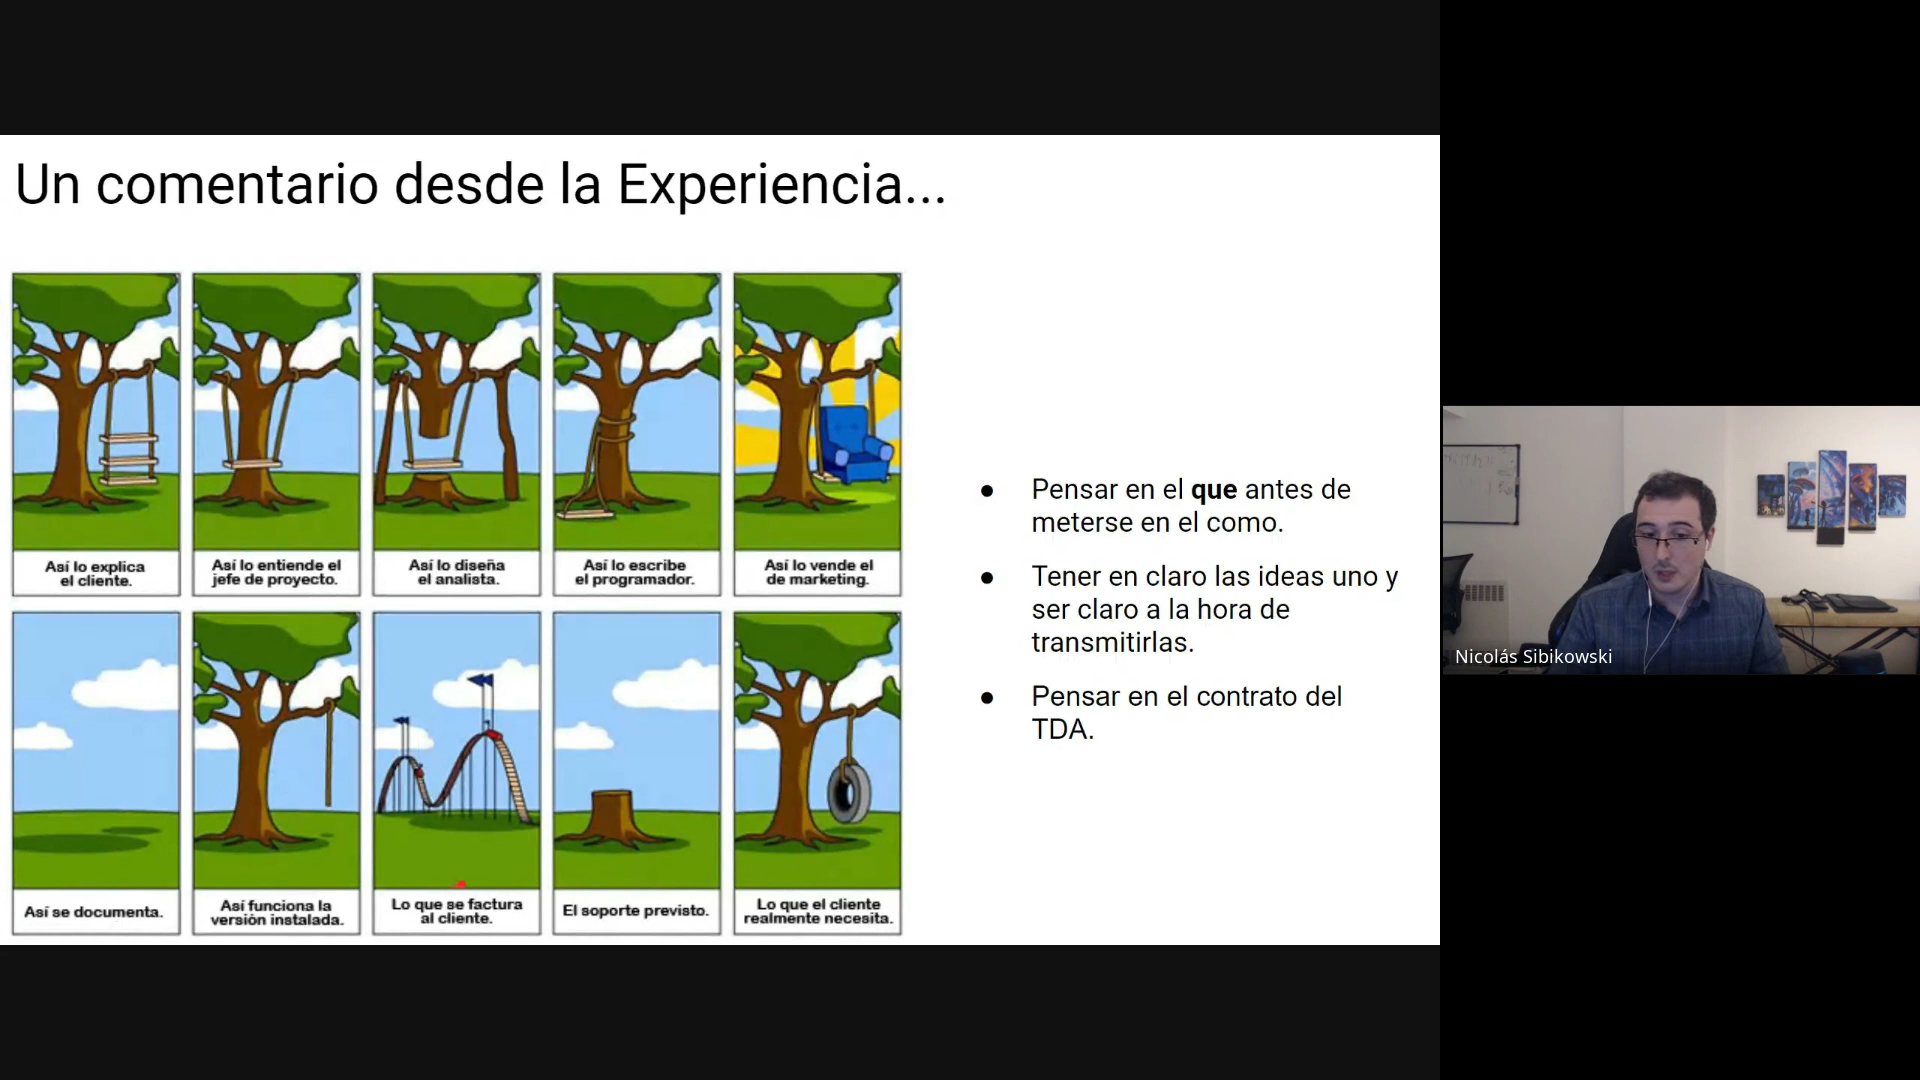 Un comentario desde la Experiencia...
Así lo explica
el cliente.
Así lo entiende el
jefe de proyecto.
Así lo diseña
el analista.
Así lo escribe
el programador.
Así lo vende el
de marketing.
Así se documenta.
Así funciona la
versión instalada.
Lo que se factura
al cliente.
El soporte previsto.
Lo que el cliente
realmente necesita.
● Pensar en el que antes de
meterse en el como.
● Tener en claro las ideas uno y
ser claro a la hora de
transmitirlas.
● Pensar en el contrato del
TDA.
Nicolás Sibikowski